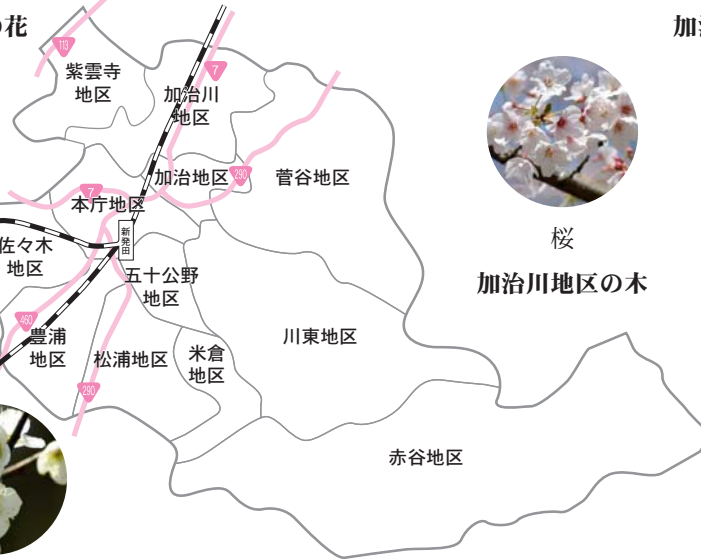 の花
加治
113
紫雲寺
地区
7
加治川
地区
加治地区
290
菅谷地区
7
本庁地区
新発田
佐々木
地区
五十公野
地区
桜
加治川地区の木
460
豊浦
地区
松浦地区
米倉
地区
川東地区
290
赤谷地区